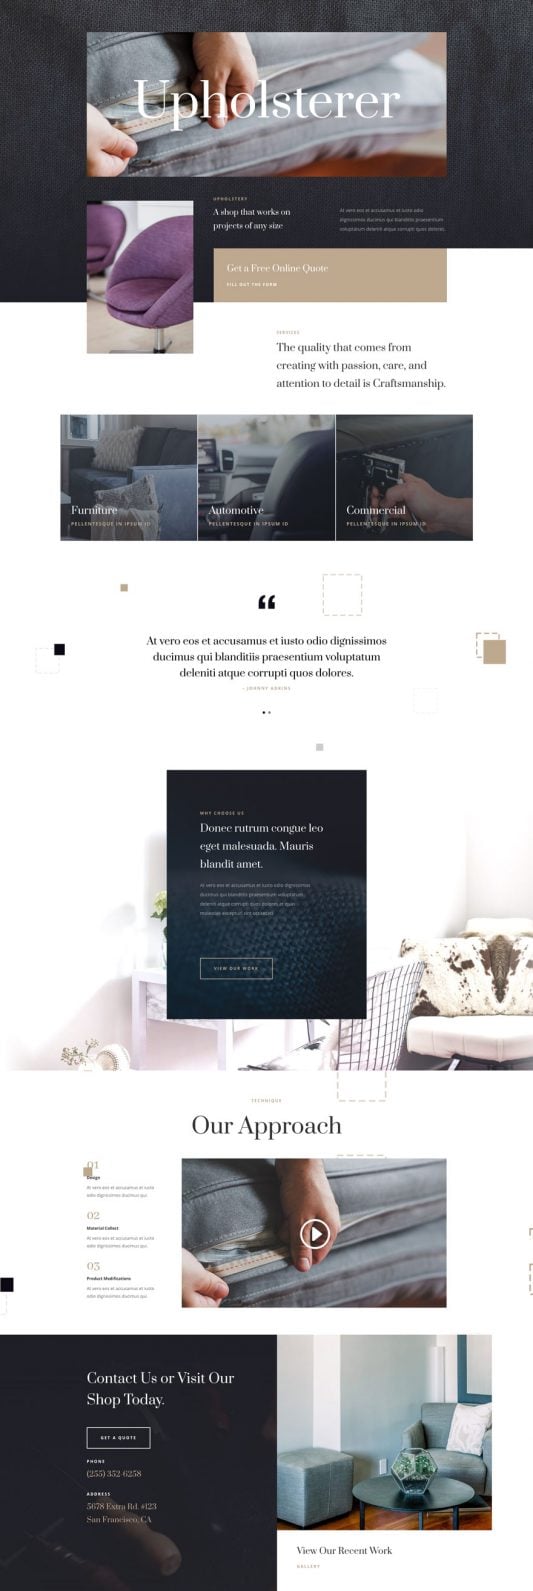 Upholsterer
UPHOLSTERY
A shop that works on
projects of any size
At vero eos et accusamus et iusto odio
dignissimos ducimus qui blanditiis praesentium
voluptatum deleniti atque corrupti quos dolores.
Get a Free Online Quote
FILL OUT THE FORM
SERVICES
The quality that comes from
creating with passion, care, and
attention to detail is Craftsmanship.
Furniture
PELLENTESQUE IN IPSUM ID
Automotive
PELLENTESQUE IN IPSUM ID
Commercial
PELLENTESQUE IN IPSUM ID
“
At vero eos et accusamus et iusto odio dignissimos
ducimus qui blanditiis praesentium voluptatum
deleniti atque corrupti quos dolores.
- JOHNNY ADKINS
WHY CHOOSE US
Donec rutrum congue leo
eget malesuada. Mauris
blandit amet.
At vero eos et accusamus et iusto odio dignissimos
ducimus qui blanditiis praesentium voluptatum
deleniti atque corrupti quos dolores et quas
molestias excepturi sint occaecati.
VIEW OUR WORK
TECHNIQUE
Our Approach
01
Design
At vero eos et accusamus et iusto
odio dignissimos ducimus qui.
02
Material Collect
At vero eos et accusamus et iusto
odio dignissimos ducimus qui.
03
Product Modifications
At vero eos et accusamus et iusto
odio dignissimos ducimus qui.
Contact Us or Visit Our
Shop Today.
GET A QUOTE
PHONE
(255) 352-6258
ADDRESS
5678 Extra Rd. #123
San Francisco, CA
View Our Recent Work
GALLERY